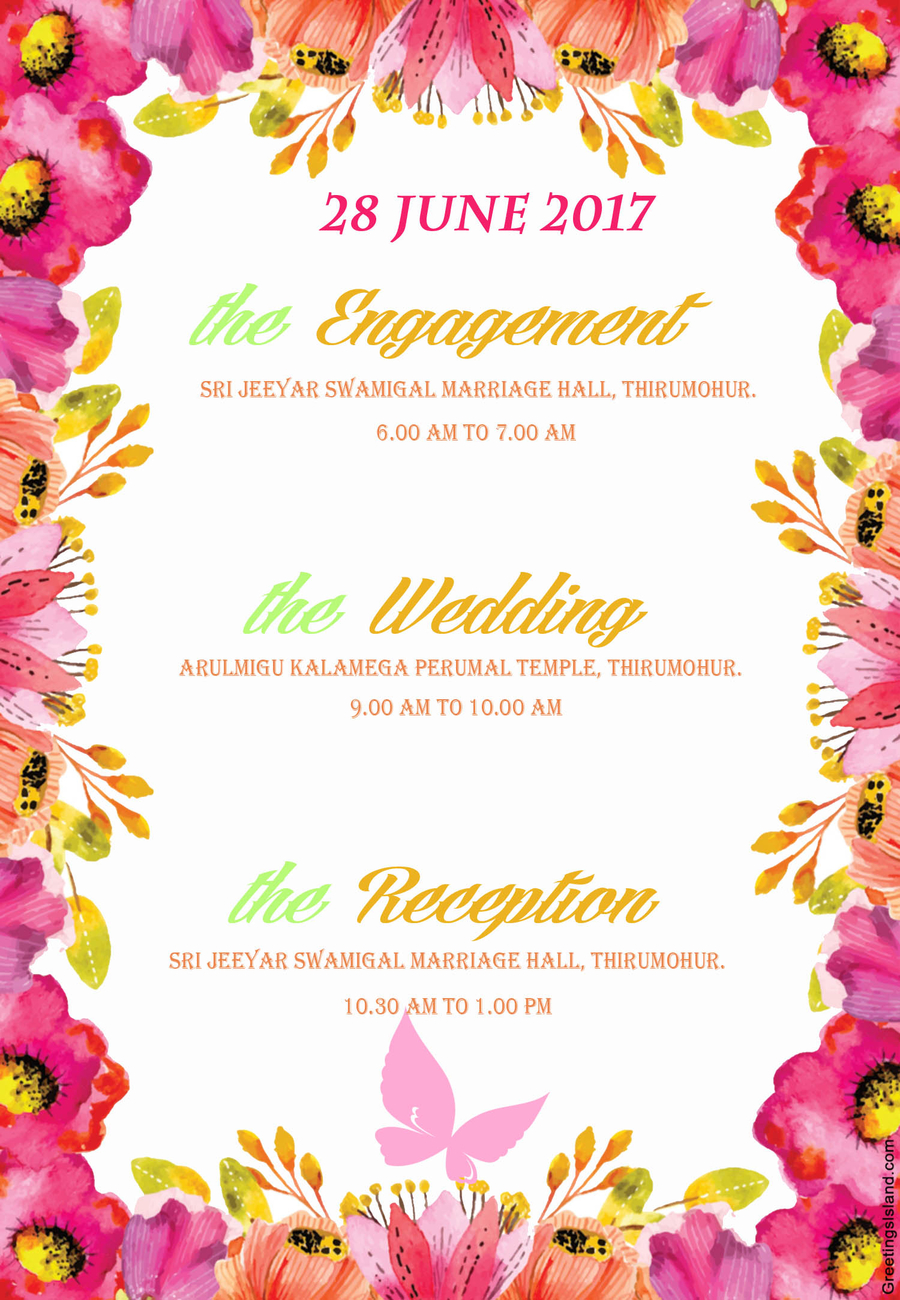 28 JUNE 2017
the Engagement
SRI JEEYAR SWAMIGAL MARRIAGE HALL, THIRUMOHUR.
6.00 AM TO 7.00 AM
the Wedding
ARULMIGU KALAMEGA PERUMAL TEMPLE, THIRUMOHUR.
9.00 AM TO 10.00 AM
the Reception
SRI JEEYAR SWAMIGAL MARRIAGE HALL, THIRUMOHUR.
10.30 AM TO 1.00 PM
GreetingsIsland.com